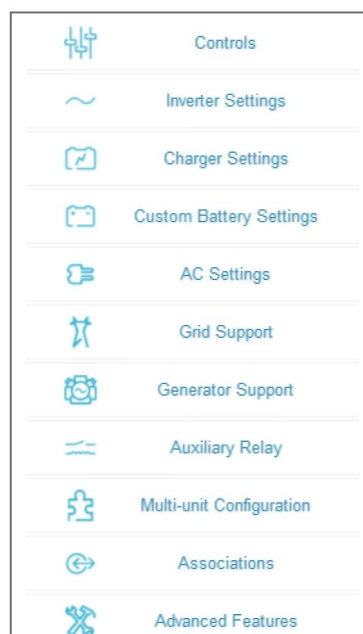 Controls
Inverter Settings
Charger Settings
Custom Battery Settings
AC Settings
Grid Support
Generator Support
Auxiliary Relay
Multi-unit Configuration
Associations
Advanced Features